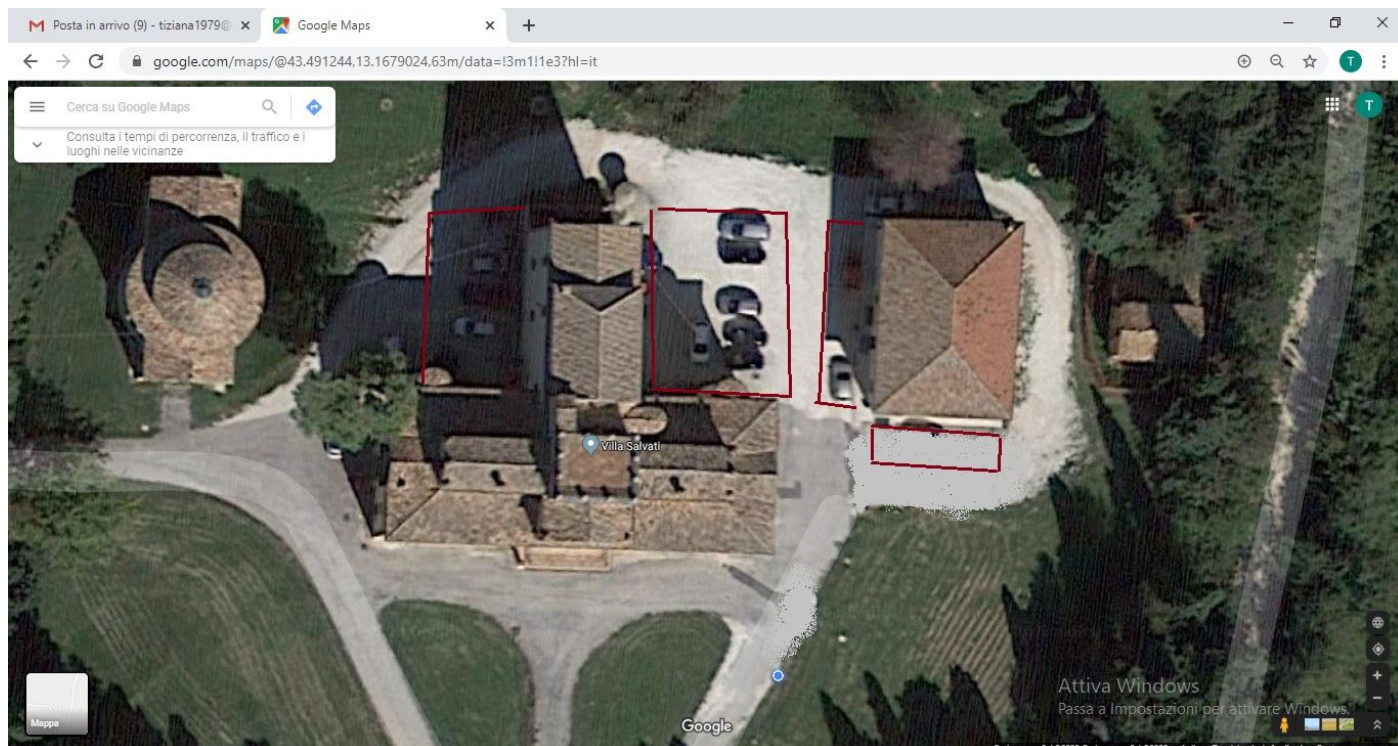 Posta in arrivo (9) - tiziana1979@
Google Maps
google.com/maps/@43.491244,13.1679024,63m/data=!3m1!1e3?hl=it
T
Cerca su Google Maps
T
Consulta i tempi di percorrenza, il traffico e i
luoghi nelle vicinanze
Villa Salvati
Attiva Windows
Passa a Impostazioni per attivare Windows.
Mappa
Google